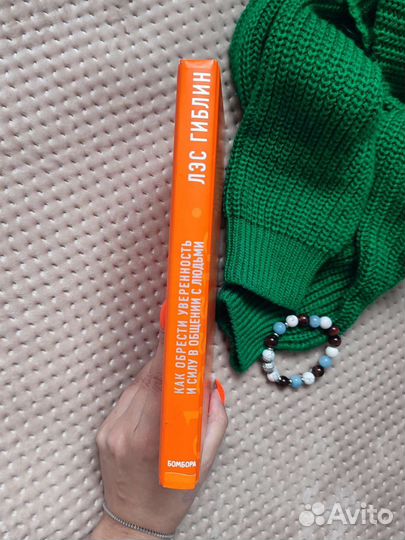 ЛЭС ГИБЛИН
КАК ОБРЕСТИ УВЕРЕННОСТЬ
И СИЛУ В ОБЩЕНИИ С ЛЮДЬМИ
БОМБОРА
Avito